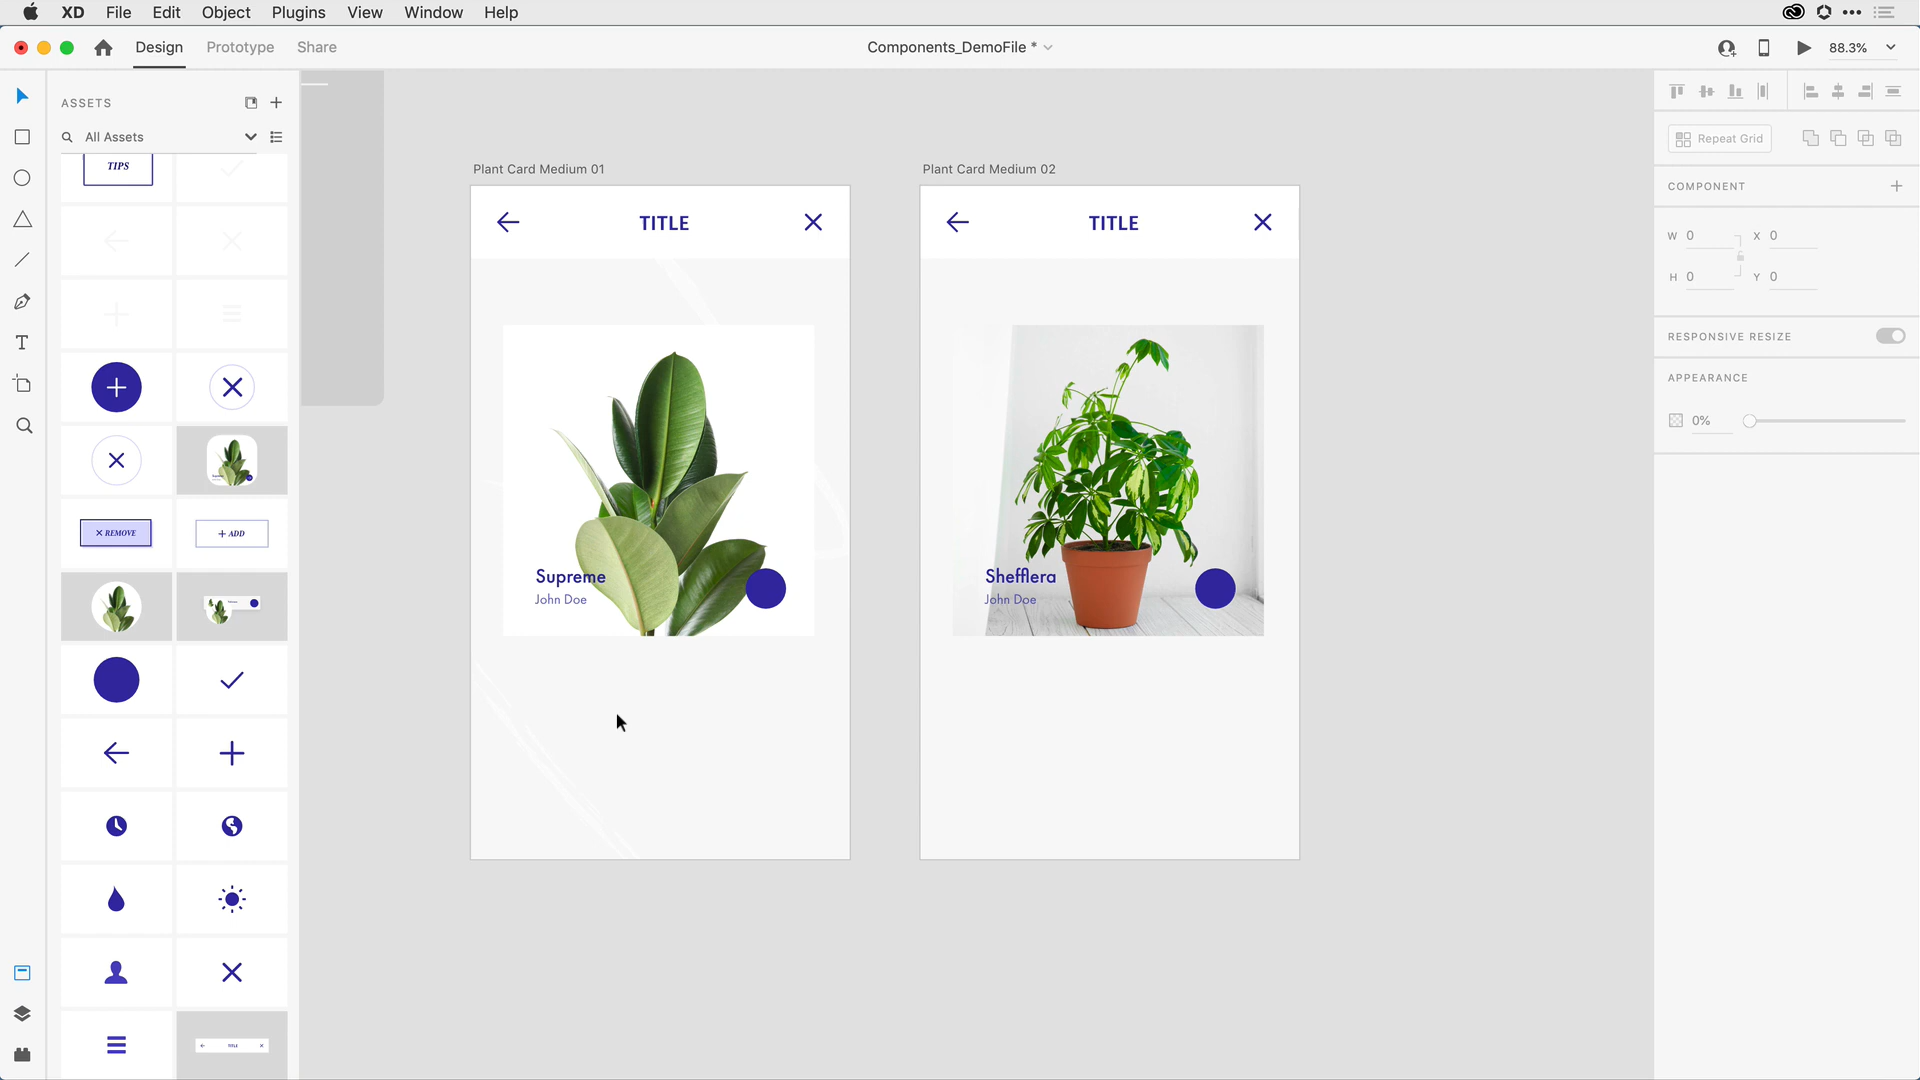 XD File Edit Object Plugins View Window Help
Design Prototype Share
Components_DemoFile *
88.3%
ASSETS
All Assets
TIPS
REMOVE
ADD
TITLE
Plant Card Medium 01
TITLE
Supreme
John Doe
Plant Card Medium 02
TITLE
Shefflera
John Doe
Repeat Grid
COMPONENT
W 0 X 0
H 0 Y 0
RESPONSIVE RESIZE
APPEARANCE
0%